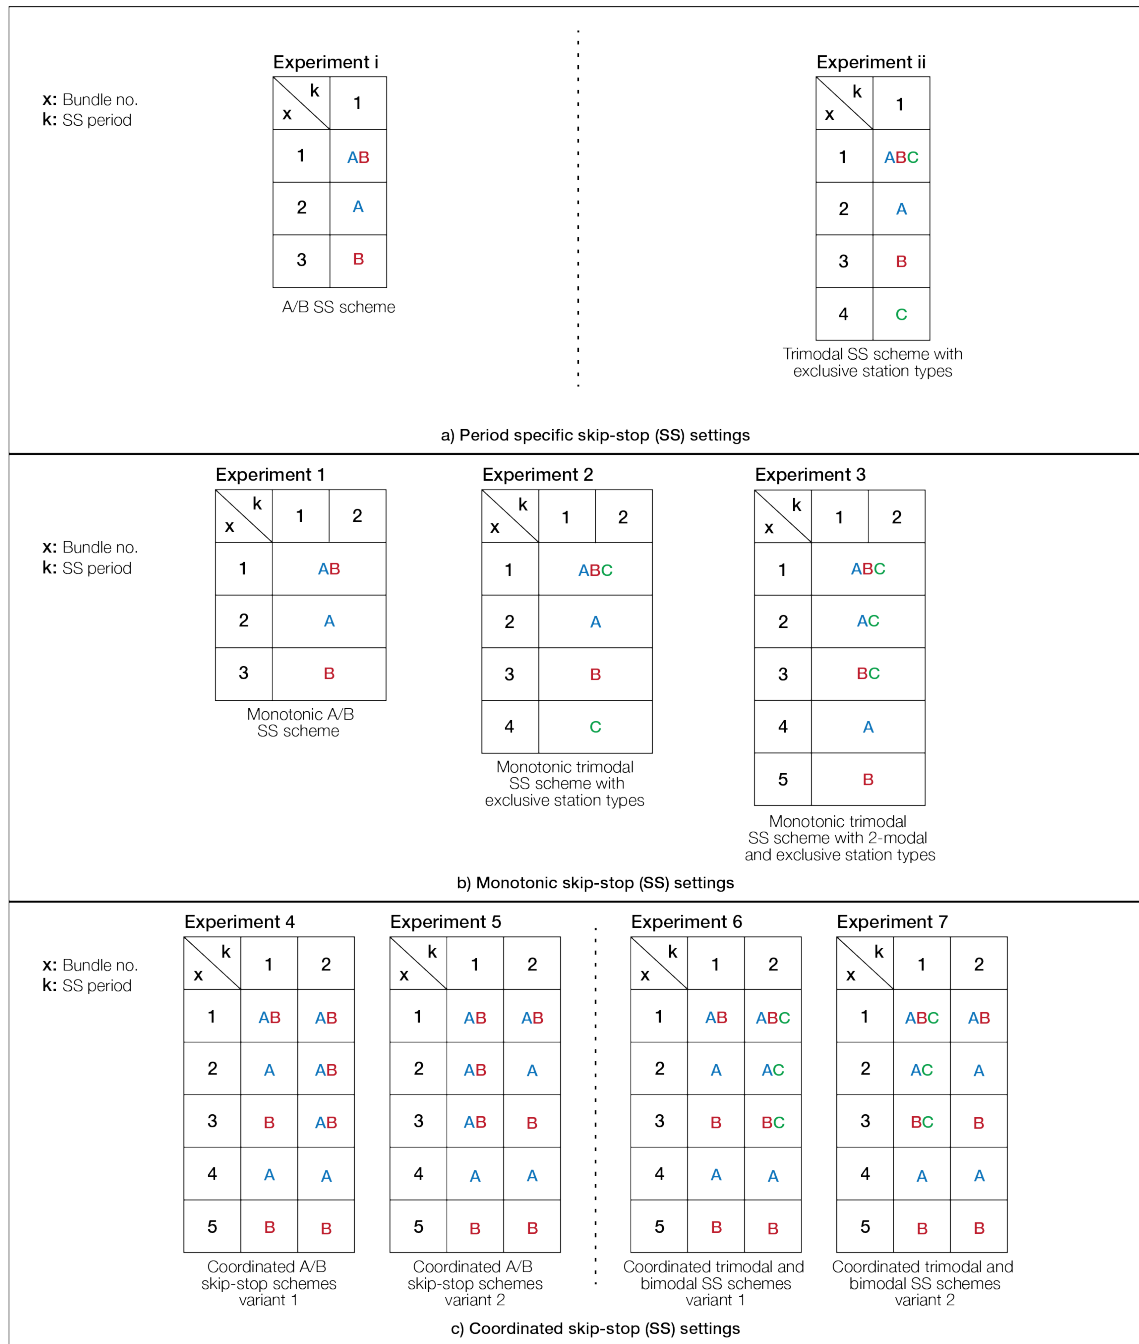 Experiment i
x: Bundle no.
k: SS period
k
x
1
1 AB
2 A
3 B
A/B SS scheme
Experiment ii
k
x
1
1 ABC
2 A
3 B
4 C
Trimodal SS scheme with
exclusive station types
a) Period specific skip-stop (SS) settings
x: Bundle no.
k: SS period
Experiment 1
k
x
1 2
1 AB
2 A
3 B
Monotonic A/B
SS scheme
Experiment 2
k
x
1 2
1 ABC
2 A
3 B
4 C
Monotonic trimodal
SS scheme with
exclusive station types
Experiment 3
k
x
1 2
1 ABC
2 AC
3 BC
4 A
5 B
Monotonic trimodal
SS scheme with 2-modal
and exclusive station types
b) Monotonic skip-stop (SS) settings
x: Bundle no.
k: SS period
Experiment 4
k
x
1 2
1 AB AB
2 A AB
3 B AB
4 A A
5 B B
Coordinated A/B
skip-stop schemes
variant 1
Experiment 5
k
x
1 2
1 AB AB
2 AB A
3 AB B
4 A A
5 B B
Coordinated A/B
skip-stop schemes
variant 2
Experiment 6
k
x
1 2
1 AB ABC
2 A AC
3 B BC
4 A A
5 B B
Coordinated trimodal and
bimodal SS schemes
variant 1
Experiment 7
k
x
1 2
1 ABC AB
2 AC A
3 BC B
4 A A
5 B B
Coordinated trimodal and
bimodal SS schemes
variant 2
c) Coordinated skip-stop (SS) settings